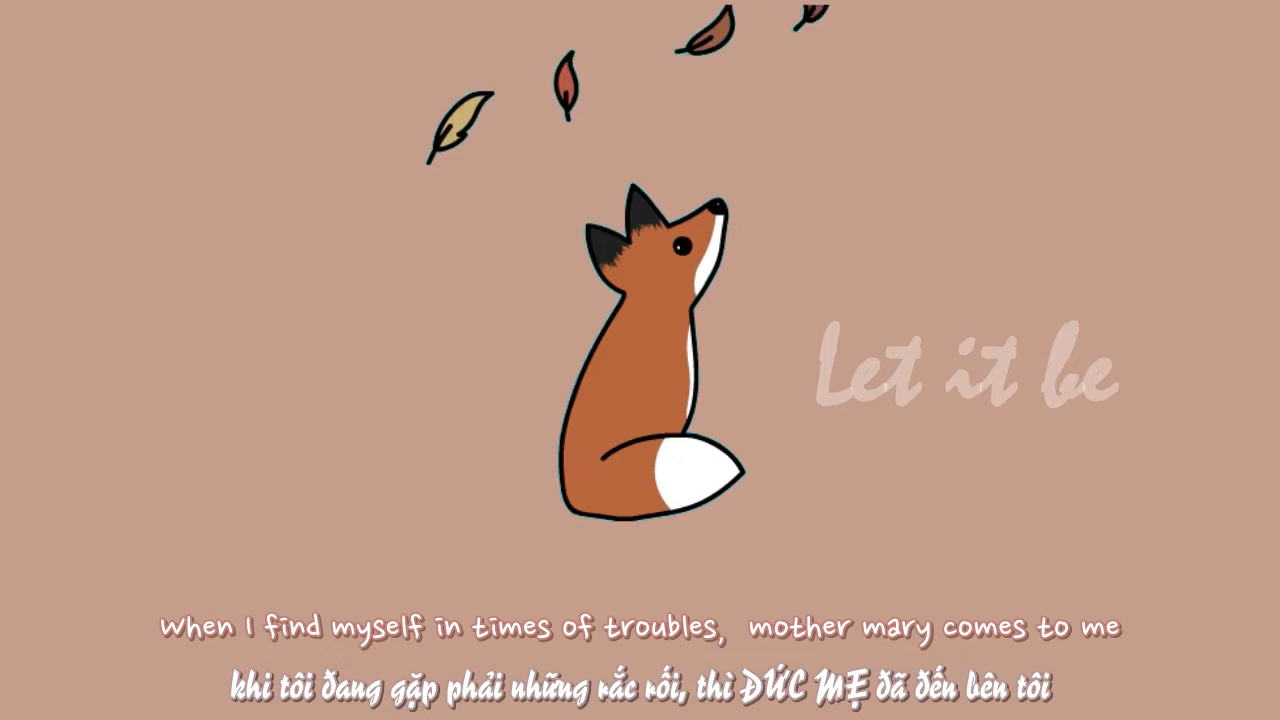 Let it be
When I find myself in times of troubles, mother mary comes to me
khi tôi đang gặp phải những rắc rối, thì ĐỨC MẸ đã đến bên tôi